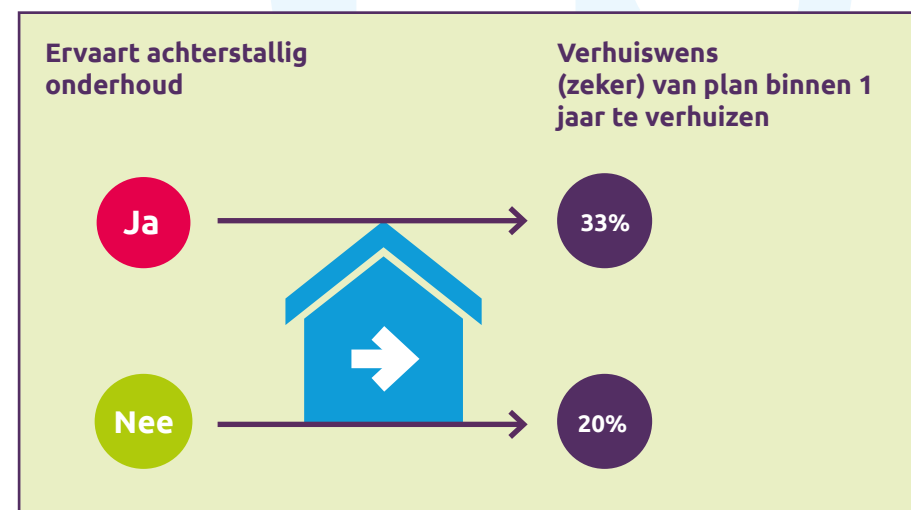 Ervaart achterstallig
onderhoud
Verhuiswens
(zeker) van plan binnen 1
jaar te verhuizen
Ja
33%
Nee
20%